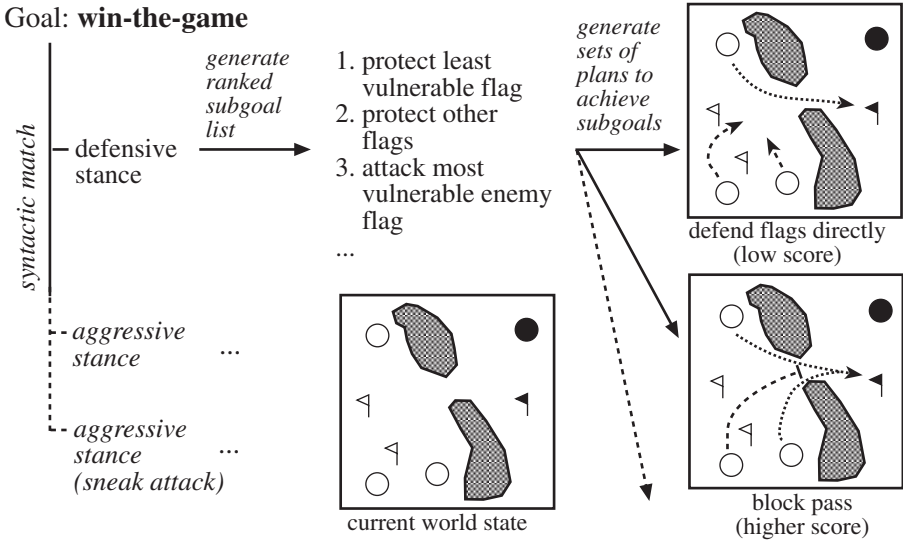 Goal: win-the-game
syntactic match
defensive
stance
generate
ranked
subgoal
list
1. protect least
vulnerable flag
2. protect other
flags
3. attack most
vulnerable enemy
flag
...
generate
sets of
plans to
achieve
subgoals
defend flags directly
(low score)
aggressive
stance
...
aggressive
stance
(sneak attack)
...
current world state
block pass
(higher score)